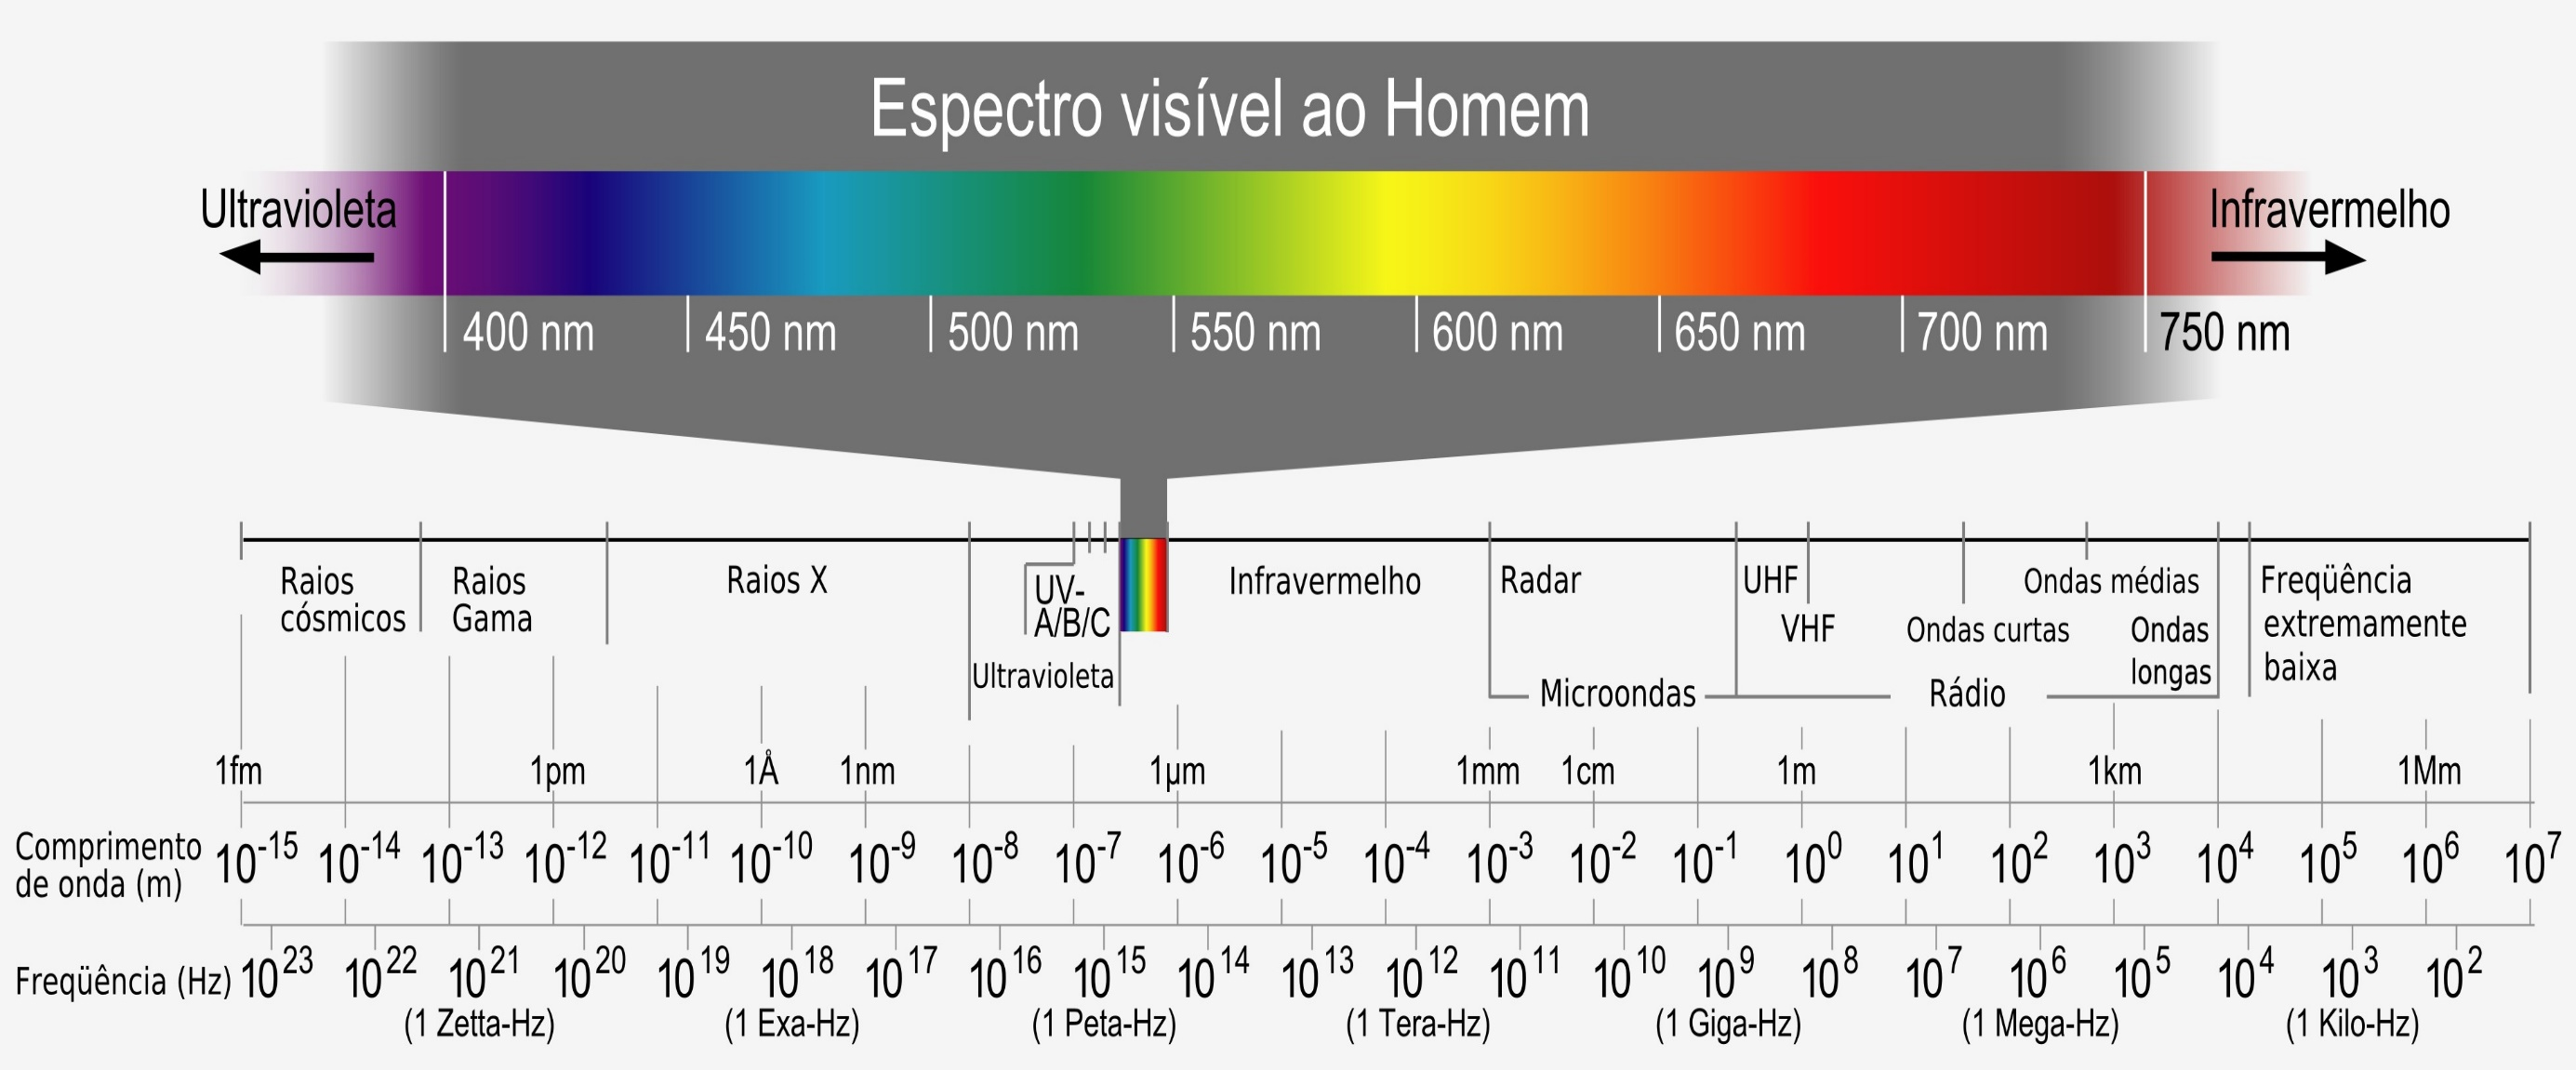 Espectro visível ao Homem
Ultravioleta
Infravermelho
400 nm 450 nm 500 nm 550 nm 600 nm 650 nm 700 nm 750 nm
Raios
cósmicos
Raios
Gama
Raios X
UV-
A/B/C
Ultravioleta
Infravermelho
Radar
Microondas
UHF
VHF
Ondas curtas
Ondas médias
Ondas
longas
Rádio
Freqüência
extremamente
baixa
1fm 1pm 1Å 1nm 1µm 1mm 1cm 1m 1km 1Mm
Comprimento
de onda (m)
10⁻¹⁵ 10⁻¹⁴ 10⁻¹³ 10⁻¹² 10⁻¹¹ 10⁻¹⁰ 10⁻⁹ 10⁻⁸ 10⁻⁷ 10⁻⁶ 10⁻⁵ 10⁻⁴ 10⁻³ 10⁻² 10⁻¹ 10⁰ 10¹ 10² 10³ 10⁴ 10⁵ 10⁶ 10⁷
Freqüência (Hz) 10²³ 10²² 10²¹ 10²⁰ 10¹⁹ 10¹⁸ 10¹⁷ 10¹⁶ 10¹⁵ 10¹⁴ 10¹³ 10¹² 10¹¹ 10¹⁰ 10⁹ 10⁸ 10⁷ 10⁶ 10⁵ 10⁴ 10³ 10²
(1 Zetta-Hz) (1 Exa-Hz) (1 Peta-Hz) (1 Tera-Hz) (1 Giga-Hz) (1 Mega-Hz) (1 Kilo-Hz)